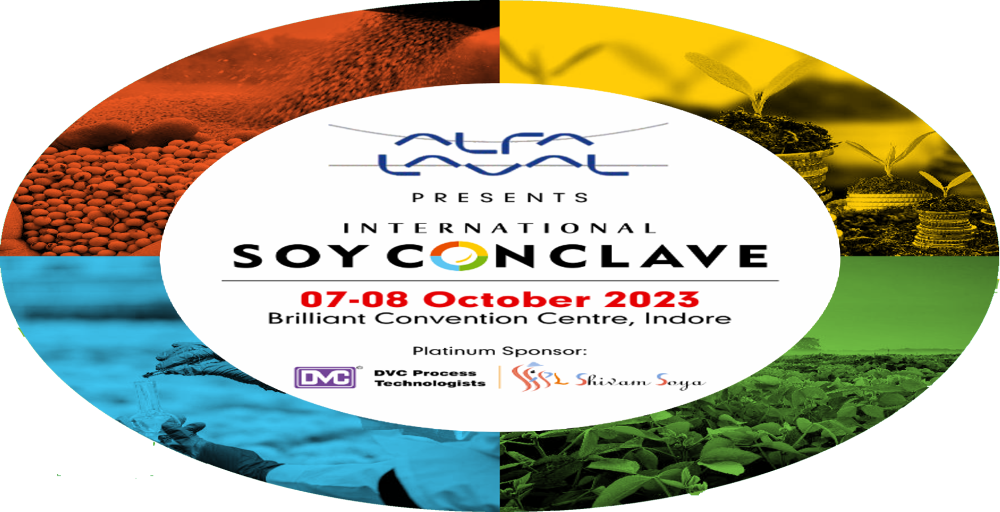 ALFA
LAVAL
PRESENTS
INTERNATIONAL
SOY CONCLAVE
07-08 October 2023
Brilliant Convention Centre, Indore
Platinum Sponsor:
DVC
DVC Process
Technologists
SSPL Shivam Soya